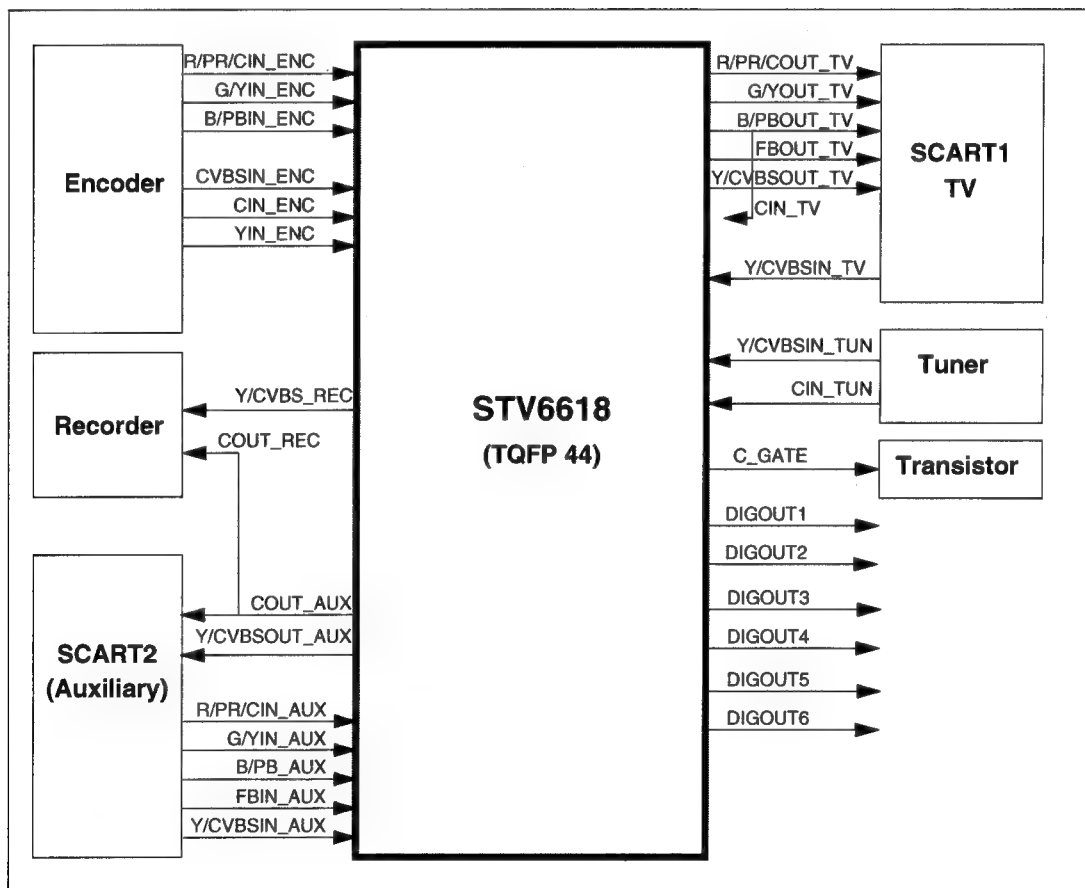 Encoder
R/PR/CIN_ENC
G/YIN_ENC
B/PBIN_ENC
CVBSIN_ENC
CIN_ENC
YIN_ENC
Recorder
Y/CVBS_REC
COUT_REC
SCART2
(Auxiliary)
COUT_AUX
Y/CVBSOUT_AUX
R/PR/CIN_AUX
G/YIN_AUX
B/PB_AUX
FBIN_AUX
Y/CVBSIN_AUX
STV6618
(TQFP 44)
R/PR/COUT_TV
G/YOUT_TV
B/PBOUT_TV
FBOUT_TV
Y/CVBSOUT_TV
CIN_TV
Y/CVBSIN_TV
SCART1
TV
Y/CVBSIN_TUN
CIN_TUN
Tuner
C_GATE
Transistor
DIGOUT1
DIGOUT2
DIGOUT3
DIGOUT4
DIGOUT5
DIGOUT6